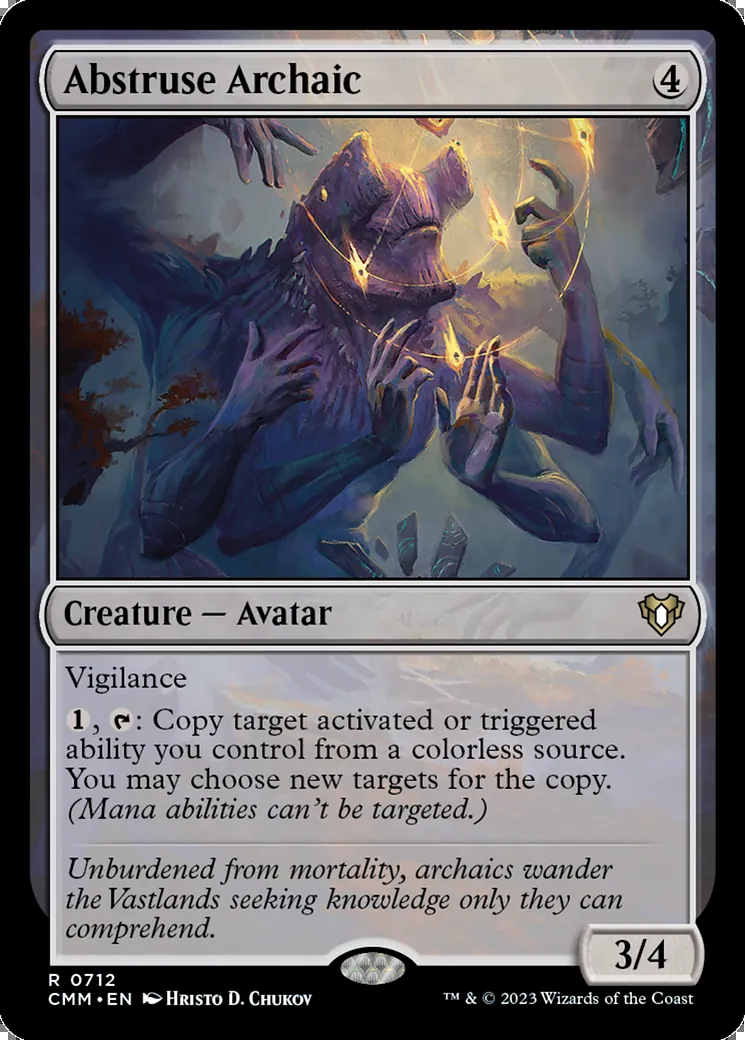 Abstruse Archaic 4
Creature — Avatar
Vigilance
1, : Copy target activated or triggered
ability you control from a colorless source.
You may choose new targets for the copy.
(Mana abilities can't be targeted.)
Unburdened from mortality, archaics wander
the Vastlands seeking knowledge only they can
comprehend.
3/4
R 0712
CMM • EN Hristo D. Chukov
™ & © 2023 Wizards of the Coast